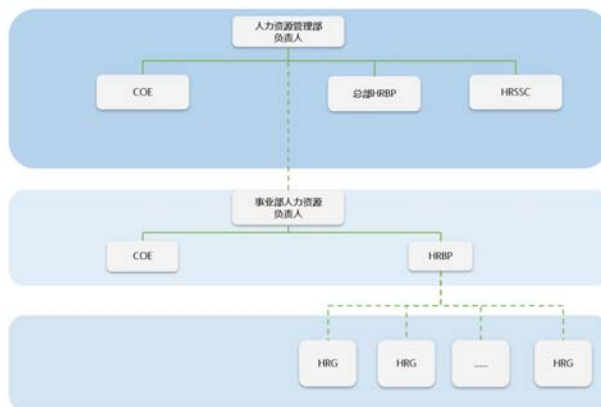 人力资源管理部
负责人
COE
总部HRBP
HRSSC
事业部人力资源
负责人
COE
HRBP
HRG
HRG
......
HRG